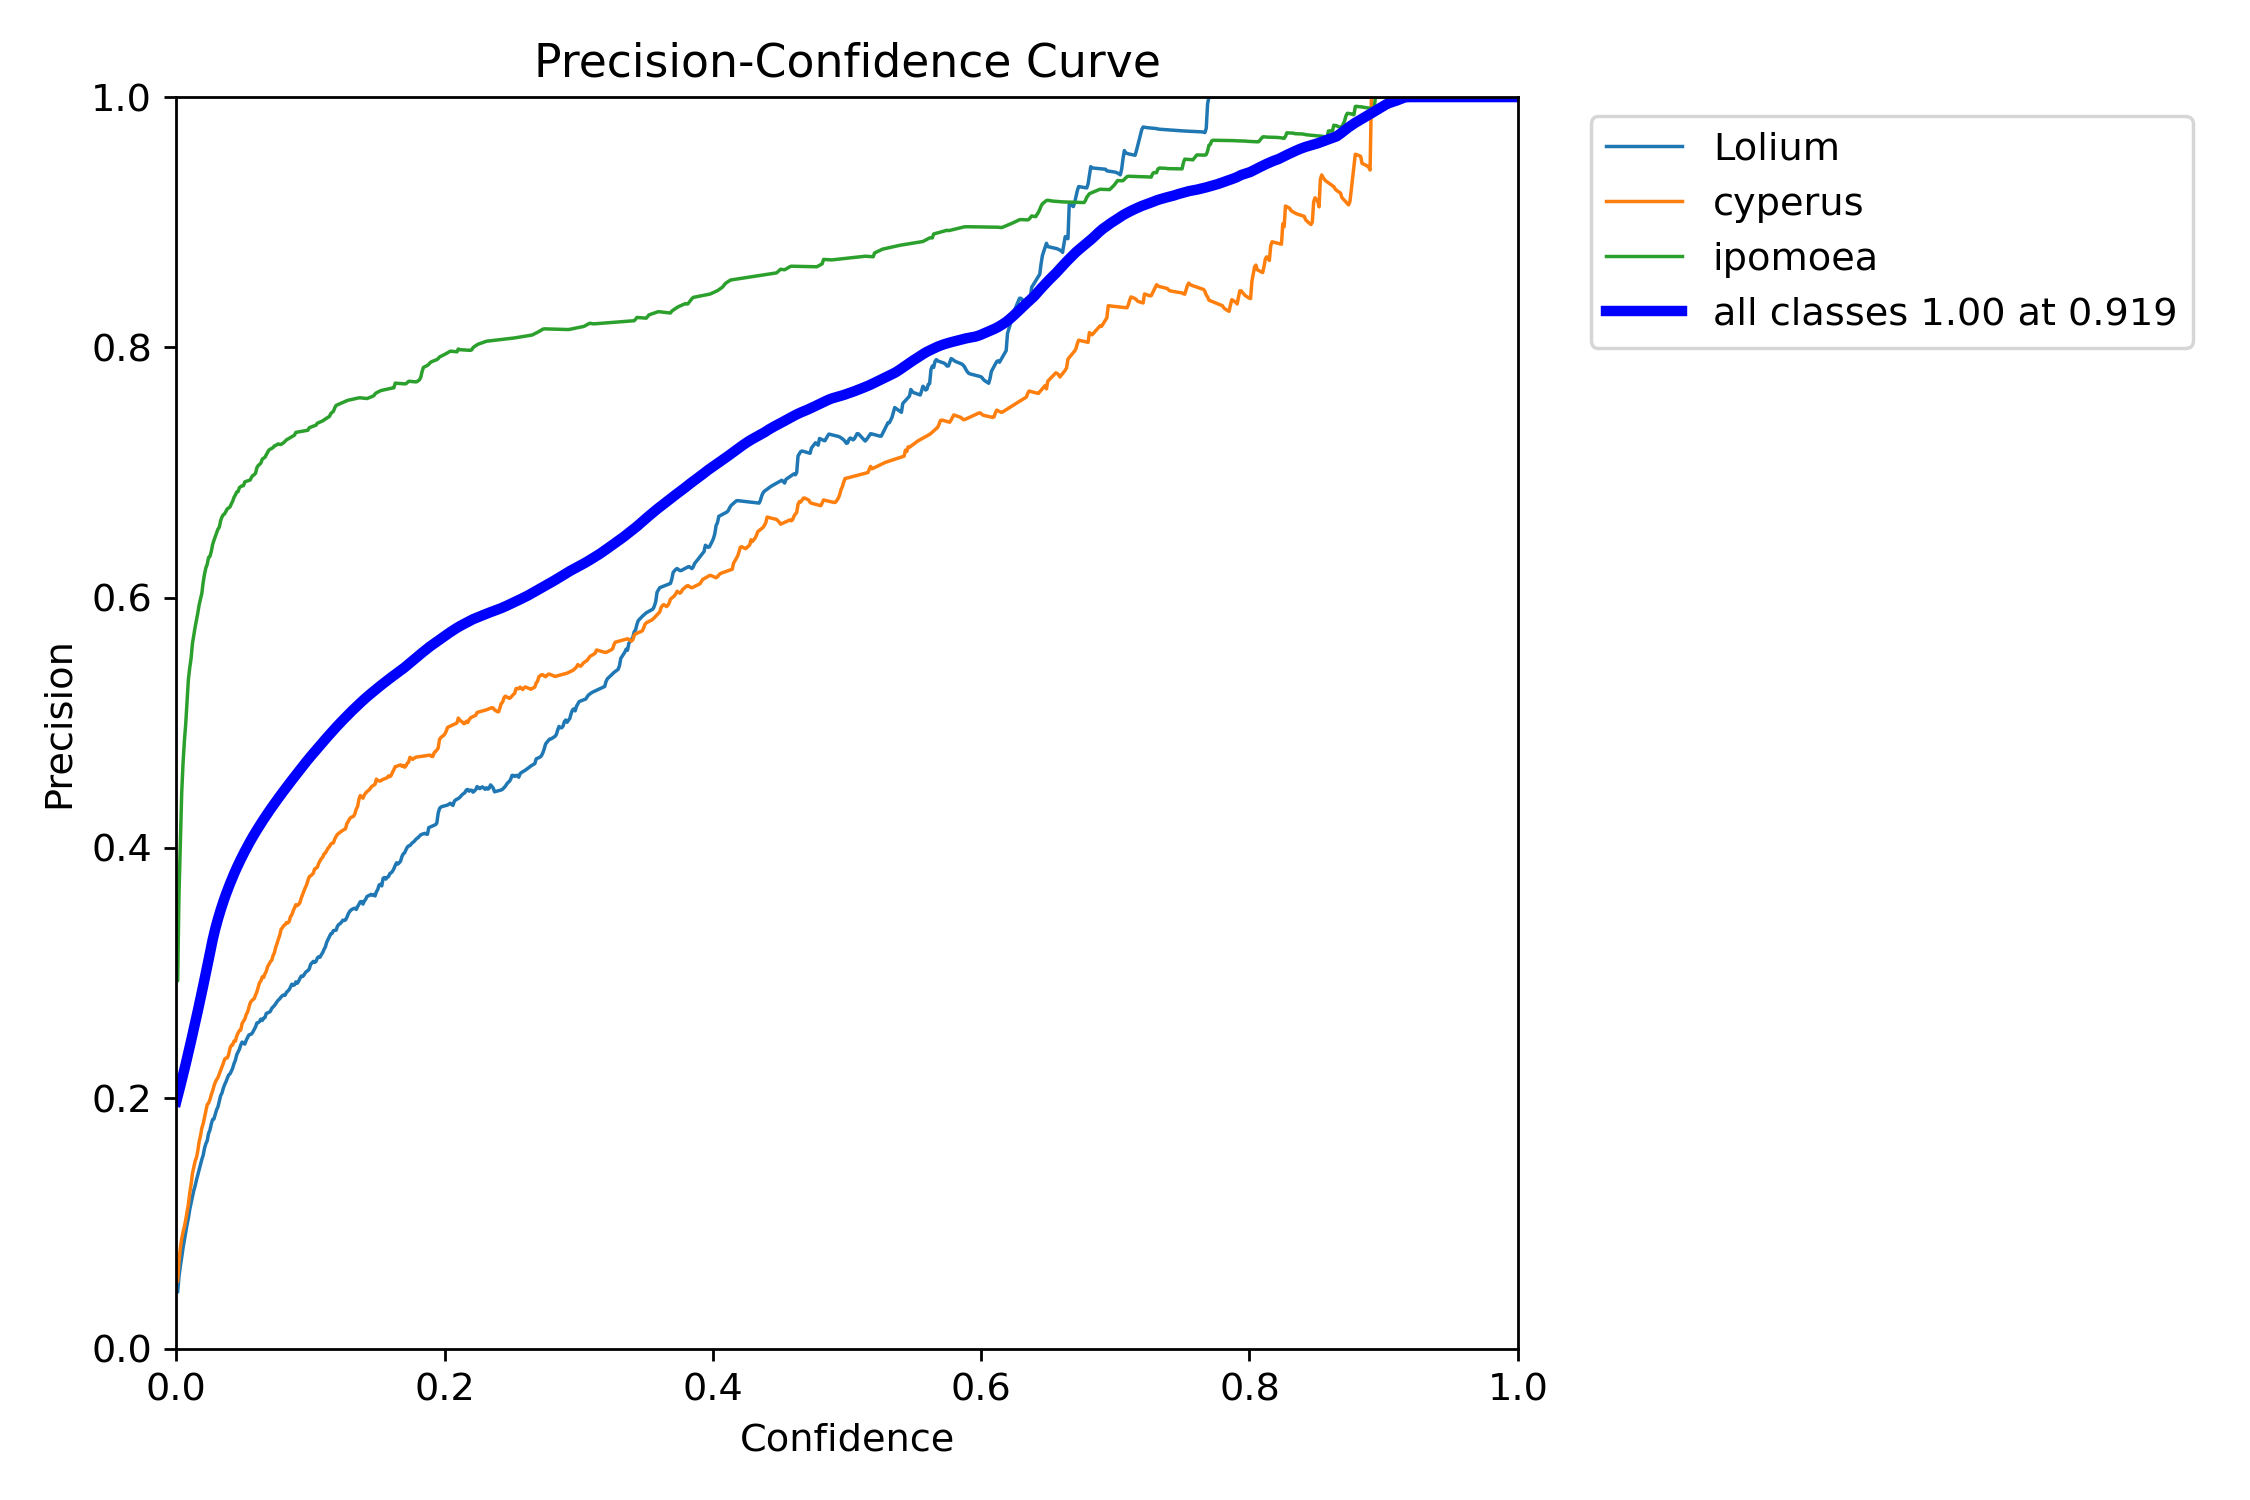 Precision-Confidence Curve
1.0
0.8
0.6
0.4
0.2
0.0
Precision
0.0 0.2 0.4 0.6 0.8 1.0
Confidence
Lolium
cyperus
ipomoea
all classes 1.00 at 0.919